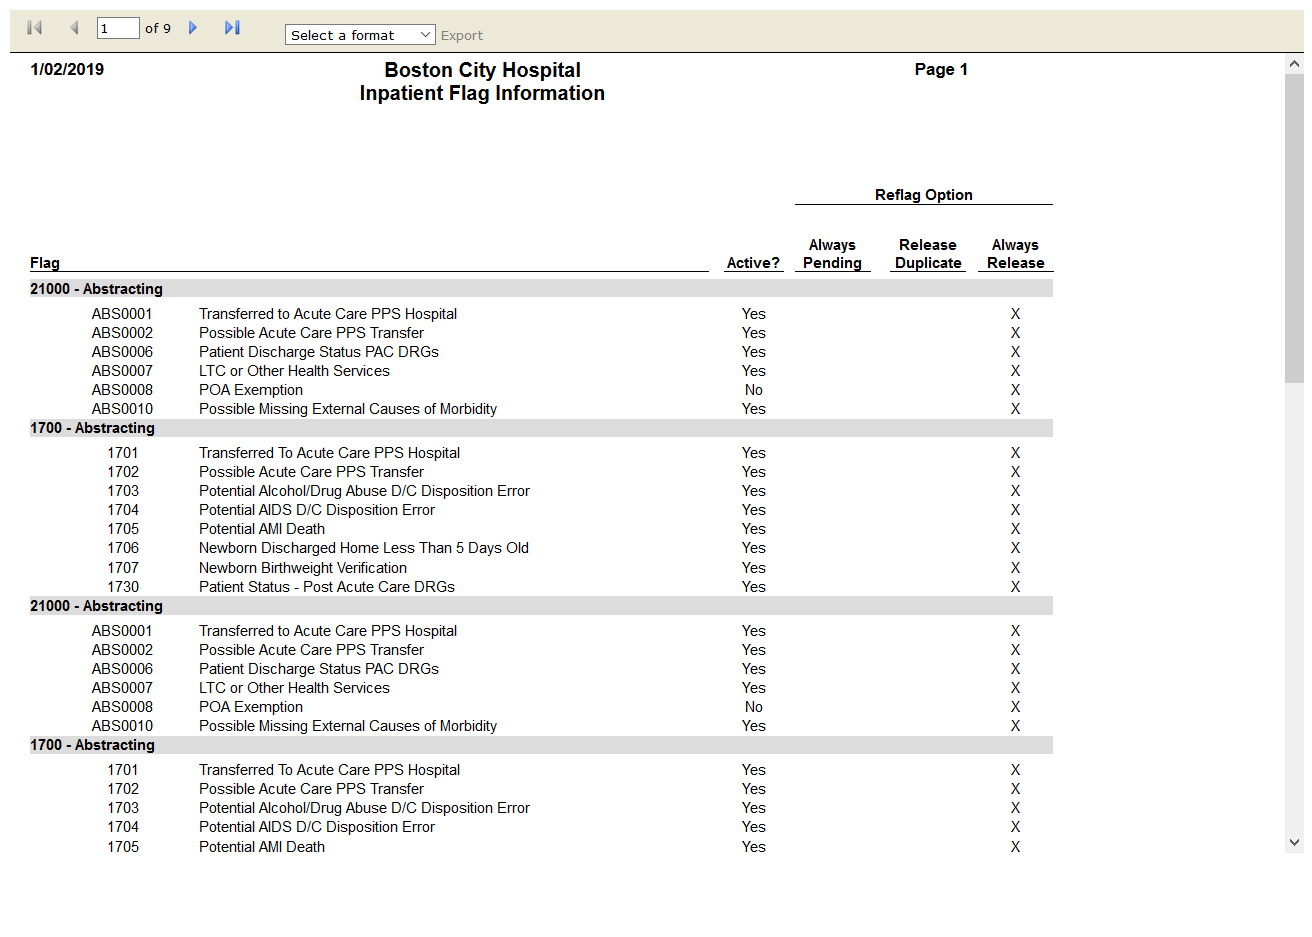 1 of 9 Select a format Export
1/02/2019 Boston City Hospital Page 1
Inpatient Flag Information
Reflag Option
Always Release Always
Flag Active? Pending Duplicate Release
21000 - Abstracting
ABS0001 Transferred to Acute Care PPS Hospital Yes X
ABS0002 Possible Acute Care PPS Transfer Yes X
ABS0006 Patient Discharge Status PAC DRGs Yes X
ABS0007 LTC or Other Health Services Yes X
ABS0008 POA Exemption No X
ABS0010 Possible Missing External Causes of Morbidity Yes X
1700 - Abstracting
1701 Transferred To Acute Care PPS Hospital Yes X
1702 Possible Acute Care PPS Transfer Yes X
1703 Potential Alcohol/Drug Abuse D/C Disposition Error Yes X
1704 Potential AIDS D/C Disposition Error Yes X
1705 Potential AMI Death Yes X
1706 Newborn Discharged Home Less Than 5 Days Old Yes X
1707 Newborn Birthweight Verification Yes X
1730 Patient Status - Post Acute Care DRGs Yes X
21000 - Abstracting
ABS0001 Transferred to Acute Care PPS Hospital Yes X
ABS0002 Possible Acute Care PPS Transfer Yes X
ABS0006 Patient Discharge Status PAC DRGs Yes X
ABS0007 LTC or Other Health Services Yes X
ABS0008 POA Exemption No X
ABS0010 Possible Missing External Causes of Morbidity Yes X
1700 - Abstracting
1701 Transferred To Acute Care PPS Hospital Yes X
1702 Possible Acute Care PPS Transfer Yes X
1703 Potential Alcohol/Drug Abuse D/C Disposition Error Yes X
1704 Potential AIDS D/C Disposition Error Yes X
1705 Potential AMI Death Yes X